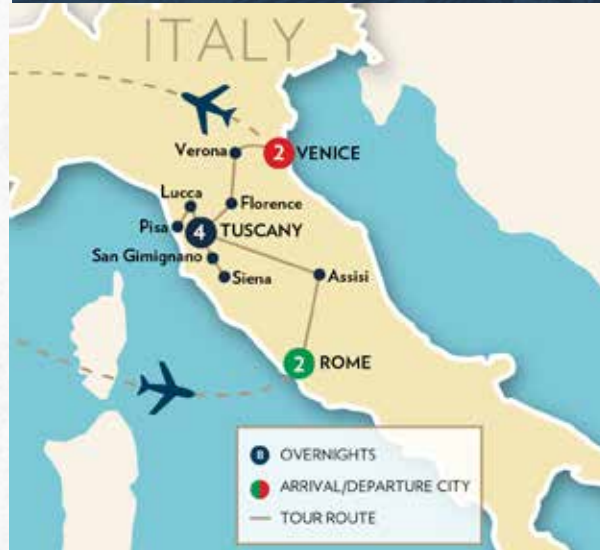 ITALY
Verona
2 VENICE
Lucca
Florence
Pisa
4 TUSCANY
San Gimignano
Siena
Assisi
2 ROME
8 OVERNIGHTS
ARRIVAL/DEPARTURE CITY
TOUR ROUTE